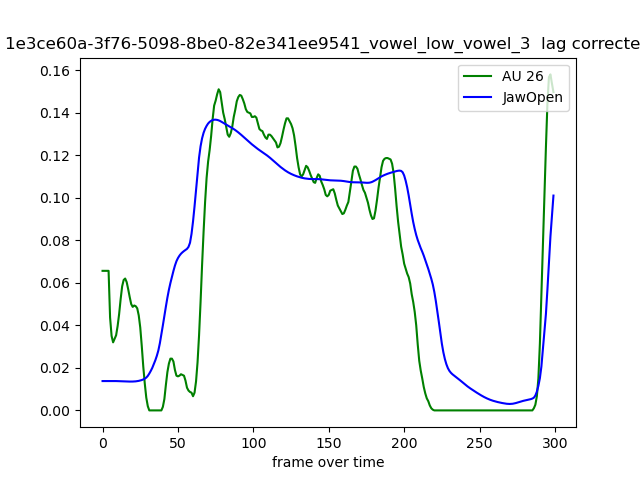 1e3ce60a-3f76-5098-8be0-82e341ee9541_vowel_low_vowel_3  lag correcte
AU 26
JawOpen
0.16
0.14
0.12
0.10
0.08
0.06
0.04
0.02
0.00
0 50 100 150 200 250 300
frame over time